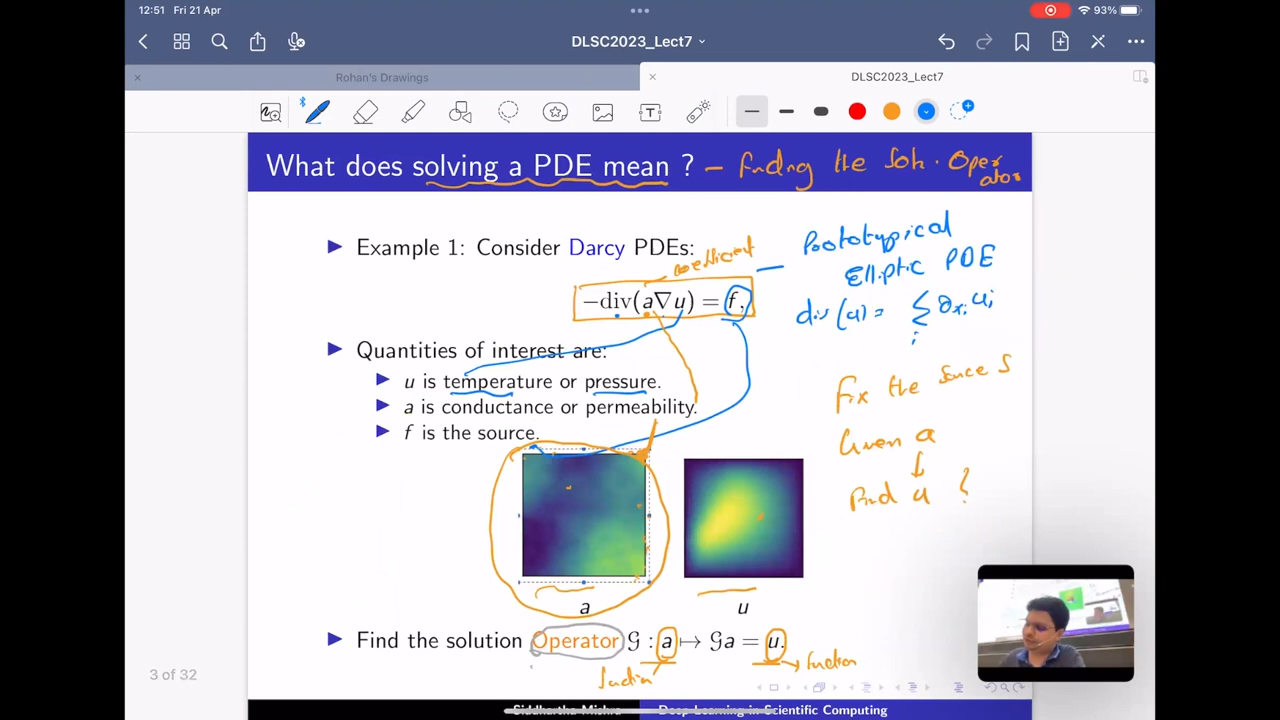 12:51 Fri 21 Apr
93%
DLSC2023_Lect7
Rohan's Drawings
DLSC2023_Lect7
What does solving a PDE mean ? – finding the Soln. Oper
ator
Example 1: Consider Darcy PDEs:
coefficient
Prototypical
Elliptic PDE
−div(a∇u) = f,
div(u) = Σ ∂xi ui
i
Quantities of interest are:
u is temperature or pressure.
a is conductance or permeability.
f is the source.
Fix the source S
Given a
↓
Find u ?
a
u
Find the solution Operator 𝒢 : a ↦ 𝒢a = u.
function
function
3 of 32
Siddhartha Mishra
Deep Learning in Scientific Computing